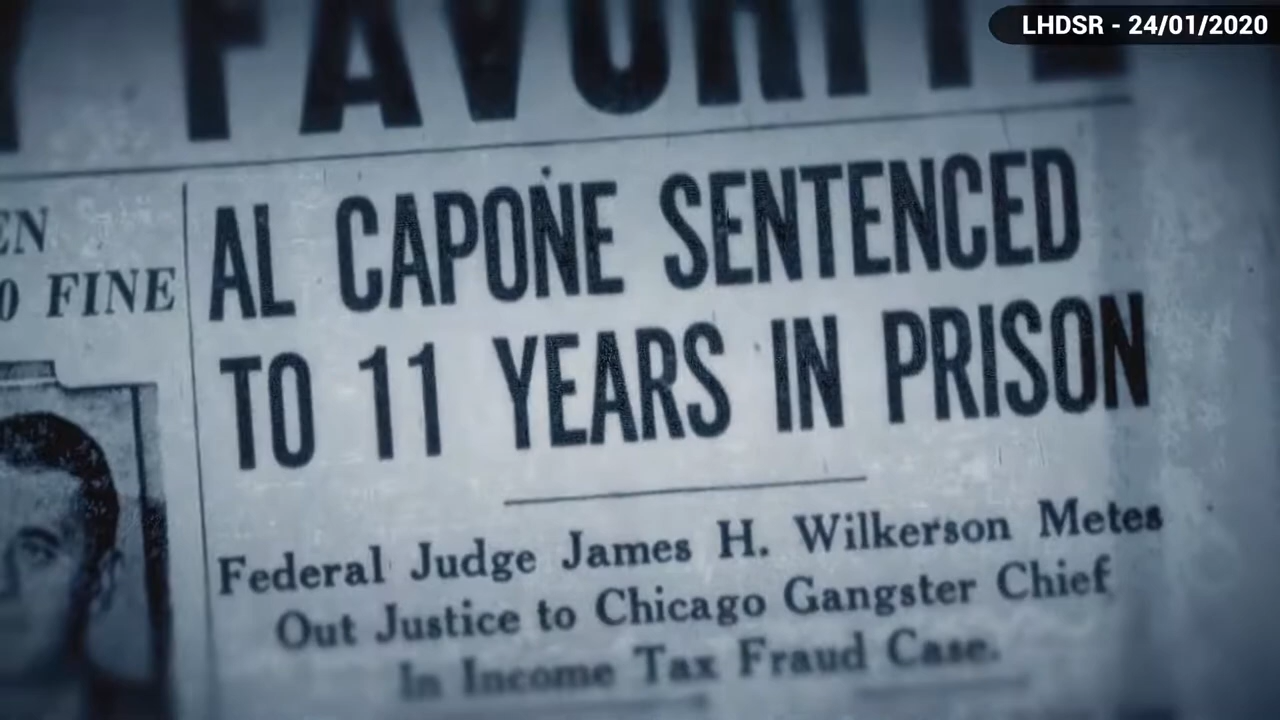 LHDSR - 24/01/2020
FAVORITE
EN
0 FINE
AL CAPONE SENTENCED
TO 11 YEARS IN PRISON
Federal Judge James H. Wilkerson Metes
Out Justice to Chicago Gangster Chief
In Income Tax Fraud Case.